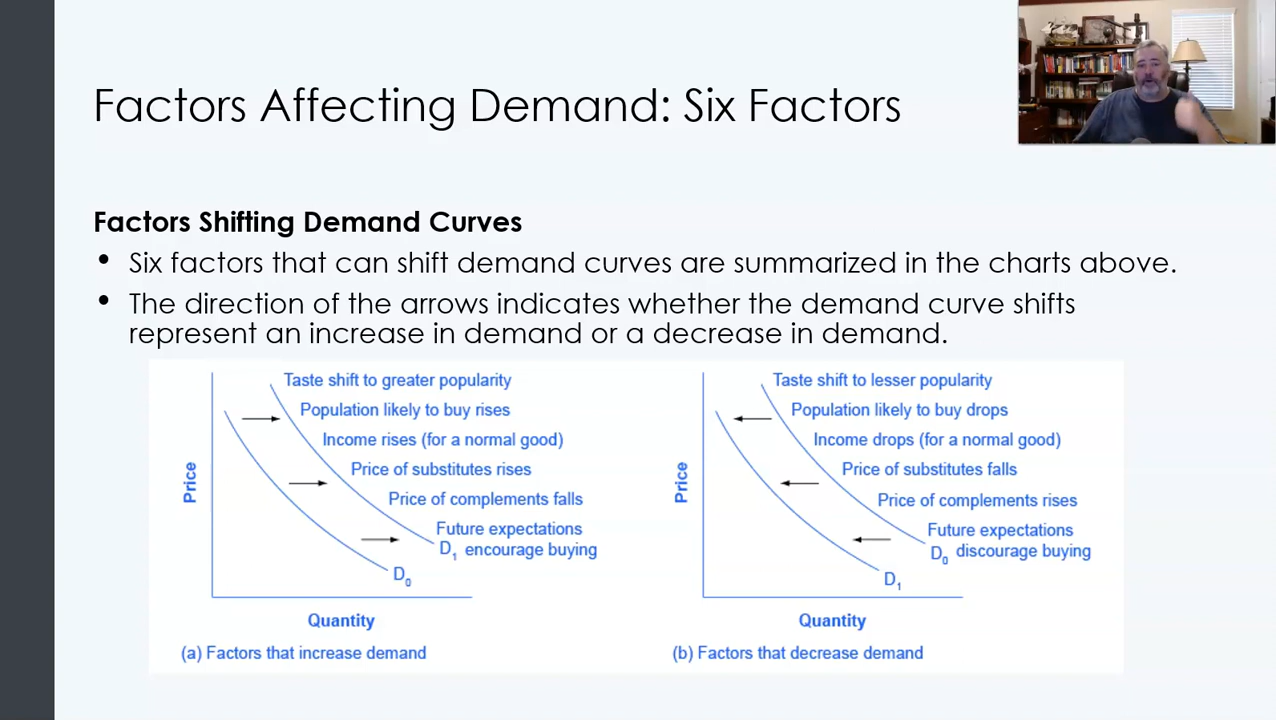 Factors Affecting Demand: Six Factors
Factors Shifting Demand Curves
• Six factors that can shift demand curves are summarized in the charts above.
• The direction of the arrows indicates whether the demand curve shifts
represent an increase in demand or a decrease in demand.
Price
Taste shift to greater popularity
Population likely to buy rises
Income rises (for a normal good)
Price of substitutes rises
Price of complements falls
Future expectations
D₁ encourage buying
D₀
Quantity
(a) Factors that increase demand
Price
Taste shift to lesser popularity
Population likely to buy drops
Income drops (for a normal good)
Price of substitutes falls
Price of complements rises
Future expectations
D₀ discourage buying
D₁
Quantity
(b) Factors that decrease demand